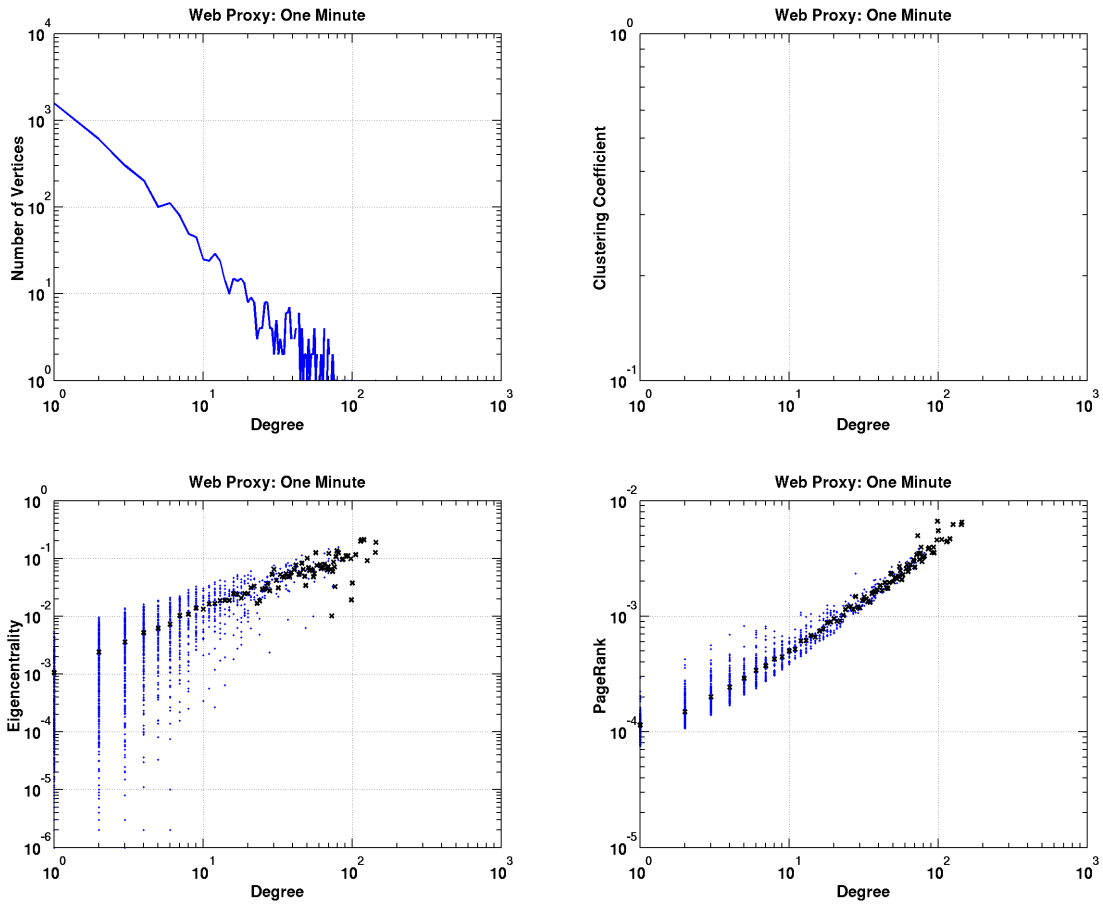 Web Proxy: One Minute
Number of Vertices
10^4
10^3
10^2
10^1
10^0
10^0 10^1 10^2 10^3
Degree
Web Proxy: One Minute
Clustering Coefficient
10^0
10^-1
10^0 10^1 10^2 10^3
Degree
Web Proxy: One Minute
Eigencentrality
10^0
10^-1
10^-2
10^-3
10^-4
10^-5
10^-6
10^0 10^1 10^2 10^3
Degree
Web Proxy: One Minute
PageRank
10^-2
10^-3
10^-4
10^-5
10^0 10^1 10^2 10^3
Degree